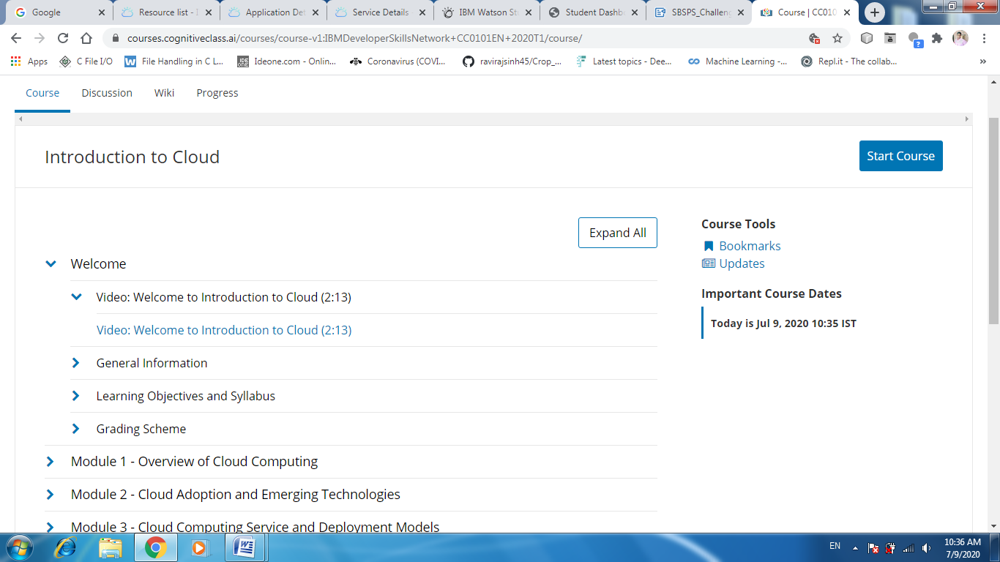 Google
Resource list - I
Application Det
Service Details
IBM Watson St
Student Dashb
SBSPS_Challeng
Course | CC010
courses.cognitiveclass.ai/courses/course-v1:IBMDeveloperSkillsNetwork+CC0101EN+2020T1/course/
Apps
C File I/O
File Handling in C L...
Ideone.com - Onlin...
Coronavirus (COVI...
ravirajsinh45/Crop_...
Latest topics - Dee...
Machine Learning -...
Repl.it - The collab...
Course
Discussion
Wiki
Progress
Introduction to Cloud
Start Course
Expand All
Welcome
Video: Welcome to Introduction to Cloud (2:13)
Video: Welcome to Introduction to Cloud (2:13)
General Information
Learning Objectives and Syllabus
Grading Scheme
Module 1 - Overview of Cloud Computing
Module 2 - Cloud Adoption and Emerging Technologies
Module 3 - Cloud Computing Service and Deployment Models
Course Tools
Bookmarks
Updates
Important Course Dates
Today is Jul 9, 2020 10:35 IST
EN
10:36 AM
7/9/2020